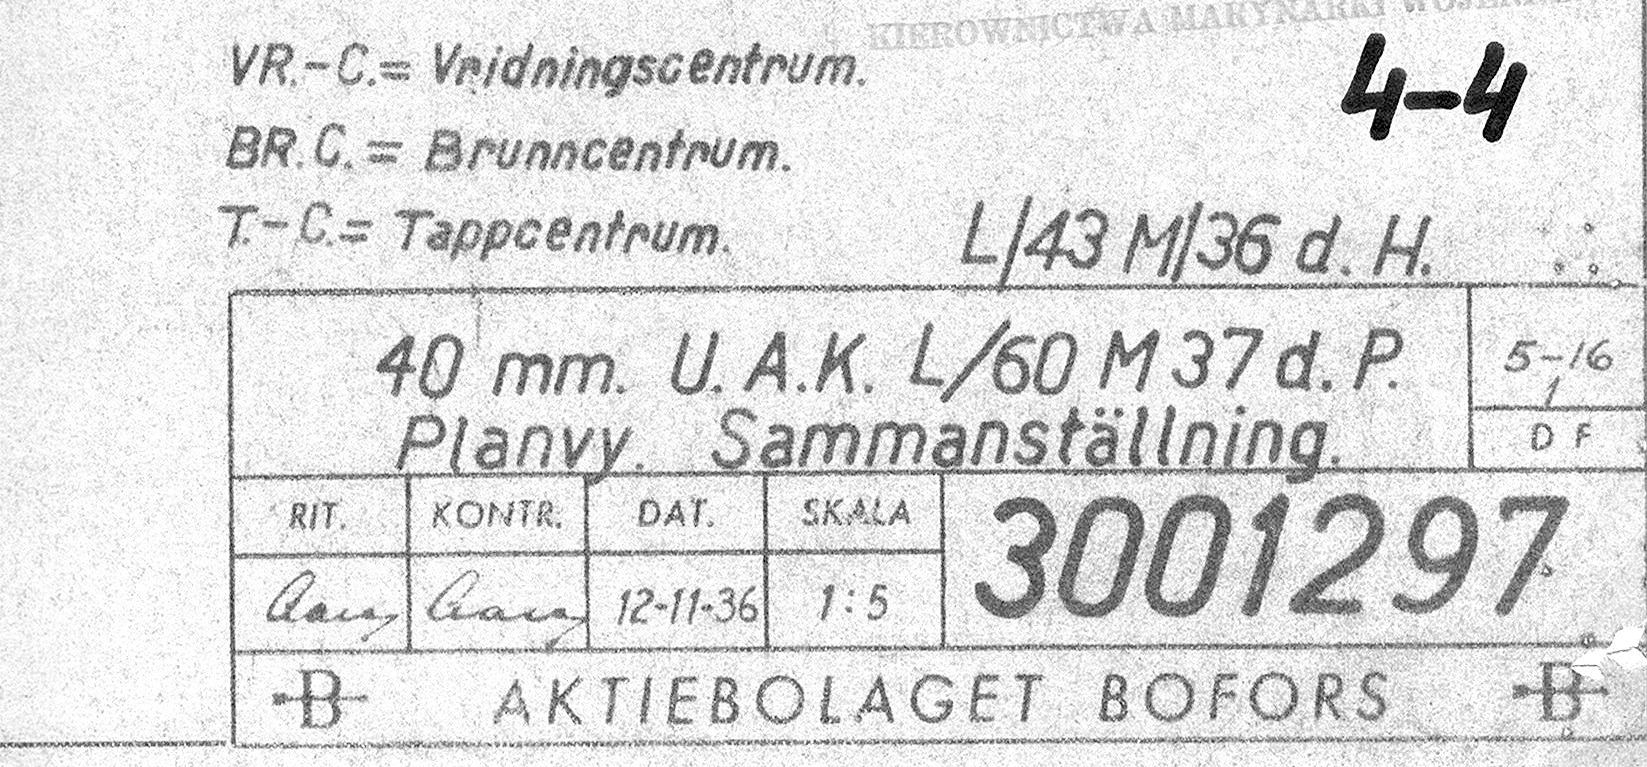 KIEROWNICTWA MARYNARKI
4-4
VR.-C.= Vridningscentrum.
BR.C.= Brunncentrum.
T.-C.= Tappcentrum.
L/43 M/36 d. H.
40 mm. U.A.K. L/60 M 37 d. P.
Planvy. Sammanställning.
5-16
1
D F
RIT. KONTR. DAT. SKALA
3001297
12-11-36 1:5
B AKTIEBOLAGET BOFORS B